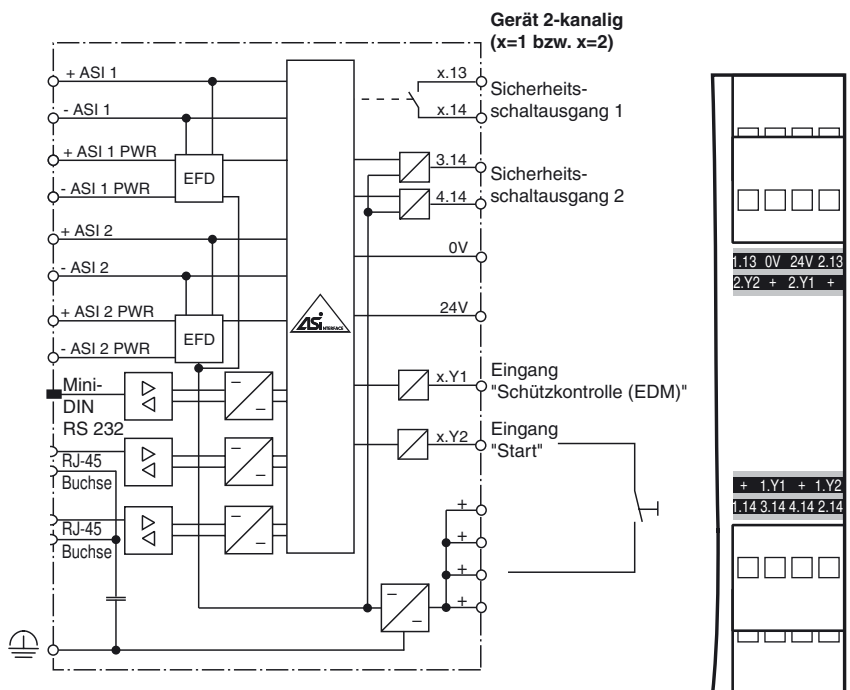 Gerät 2-kanalig
(x=1 bzw. x=2)
+ ASI 1
- ASI 1
+ ASI 1 PWR
- ASI 1 PWR
EFD
+ ASI 2
- ASI 2
+ ASI 2 PWR
- ASI 2 PWR
EFD
Mini-
DIN
RS 232
RJ-45
Buchse
RJ-45
Buchse
ASi
INTERFACE
x.13
x.14
Sicherheits-
schaltausgang 1
3.14
4.14
Sicherheits-
schaltausgang 2
0V
24V
x.Y1
Eingang
"Schützkontrolle (EDM)"
x.Y2
Eingang
"Start"
+
+
+
+
1.13 0V 24V 2.13
2.Y2 + 2.Y1 +
+ 1.Y1 + 1.Y2
1.14 3.14 4.14 2.14